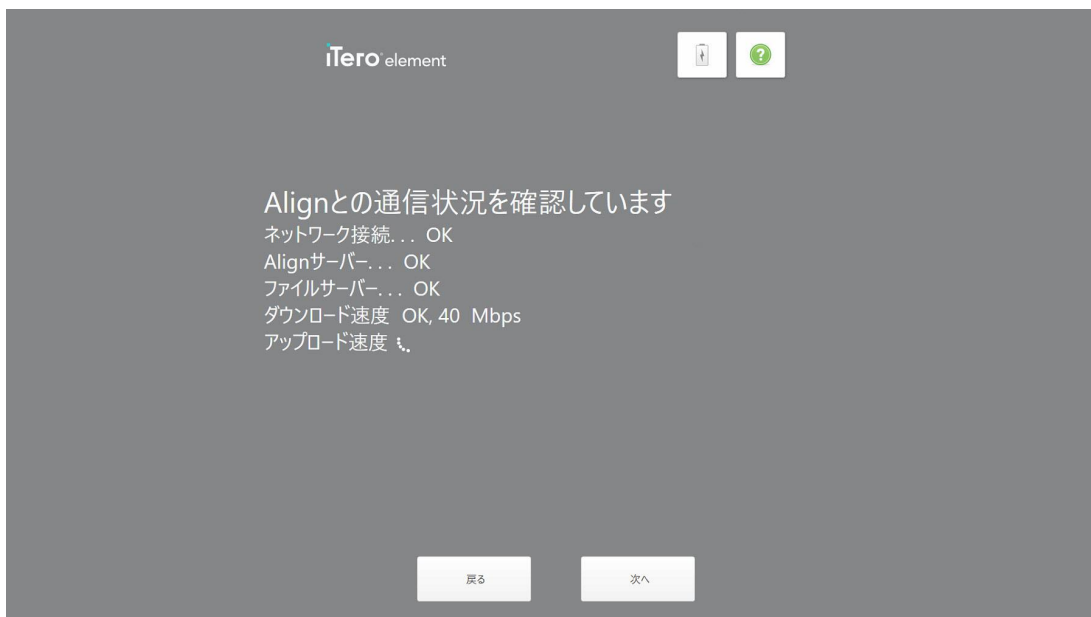 iTero element
Alignとの通信状況を確認しています
ネットワーク接続... OK
Alignサーバー... OK
ファイルサーバー... OK
ダウンロード速度 OK, 40 Mbps
アップロード速度
戻る
次へ